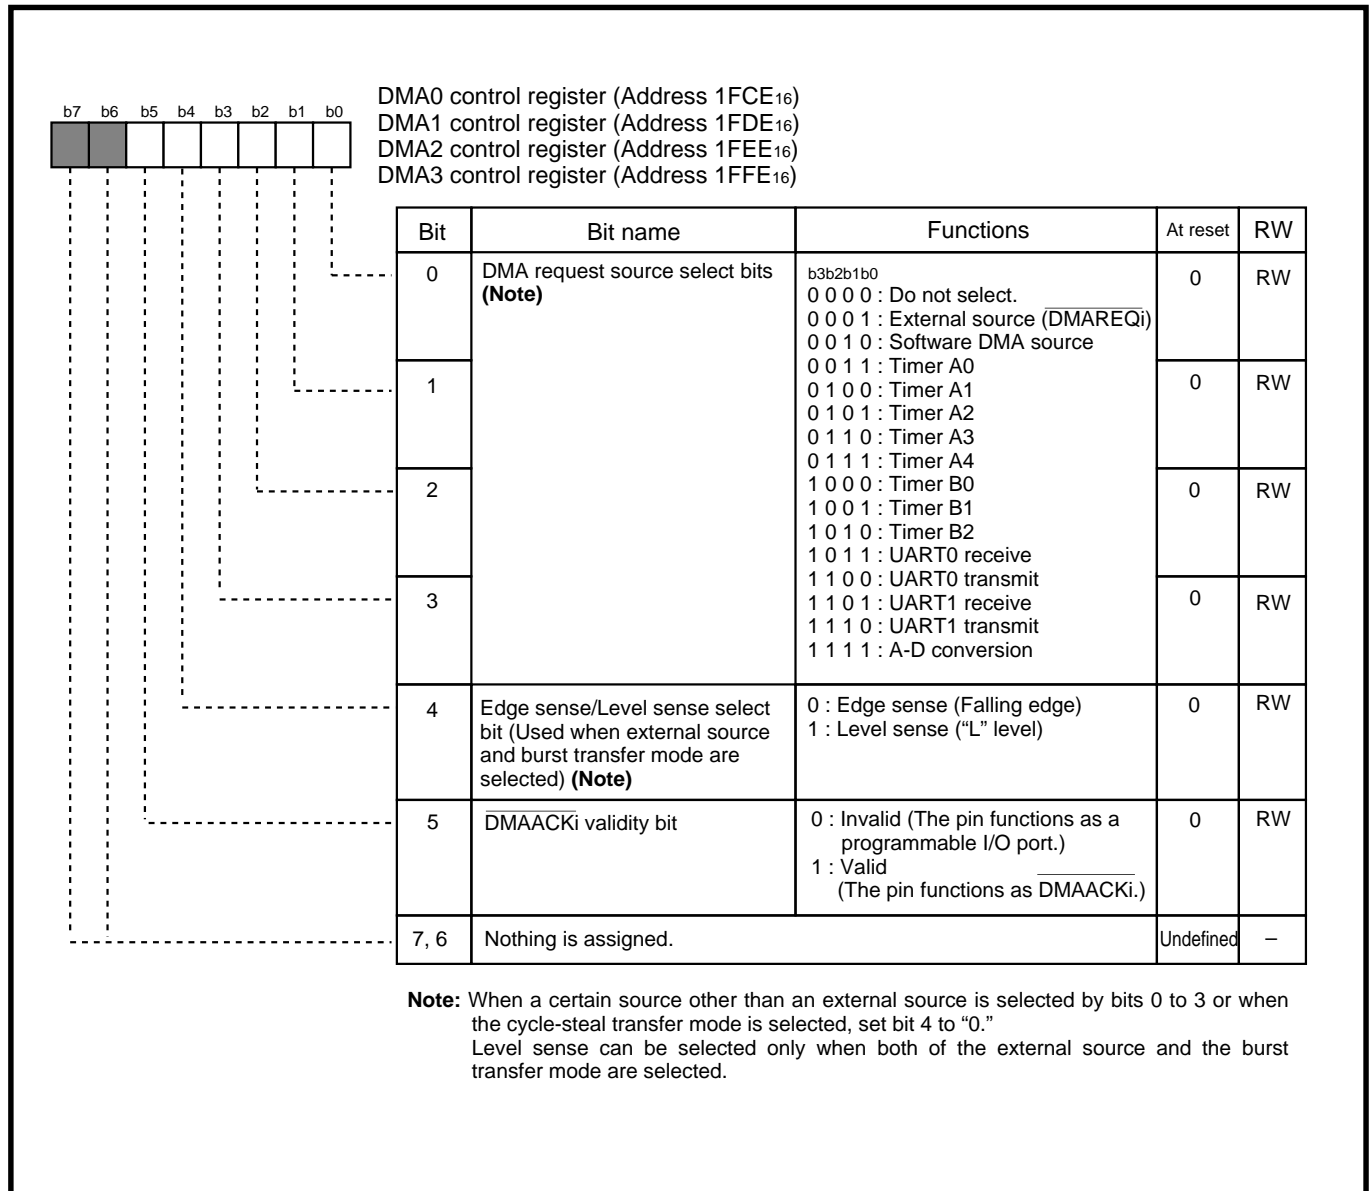 DMA0 control register (Address 1FCE16)
DMA1 control register (Address 1FDE16)
DMA2 control register (Address 1FEE16)
DMA3 control register (Address 1FFE16)
b7 b6 b5 b4 b3 b2 b1 b0
Bit Bit name Functions At reset RW
0 DMA request source select bits (Note)
b3b2b1b0
0 0 0 0 : Do not select.
0 0 0 1 : External source (DMAREQi)
0 0 1 0 : Software DMA source
0 0 1 1 : Timer A0
0 1 0 0 : Timer A1
0 1 0 1 : Timer A2
0 1 1 0 : Timer A3
0 1 1 1 : Timer A4
1 0 0 0 : Timer B0
1 0 0 1 : Timer B1
1 0 1 0 : Timer B2
1 0 1 1 : UART0 receive
1 1 0 0 : UART0 transmit
1 1 0 1 : UART1 receive
1 1 1 0 : UART1 transmit
1 1 1 1 : A-D conversion
0 RW
1 0 RW
2 0 RW
3 0 RW
4 Edge sense/Level sense select
bit (Used when external source
and burst transfer mode are
selected) (Note)
0 : Edge sense (Falling edge)
1 : Level sense (“L” level)
0 RW
5 DMAACKi validity bit
0 : Invalid (The pin functions as a
programmable I/O port.)
1 : Valid
(The pin functions as DMAACKi.)
0 RW
7, 6 Nothing is assigned. Undefined –
Note: When a certain source other than an external source is selected by bits 0 to 3 or when
the cycle-steal transfer mode is selected, set bit 4 to “0.”
Level sense can be selected only when both of the external source and the burst
transfer mode are selected.